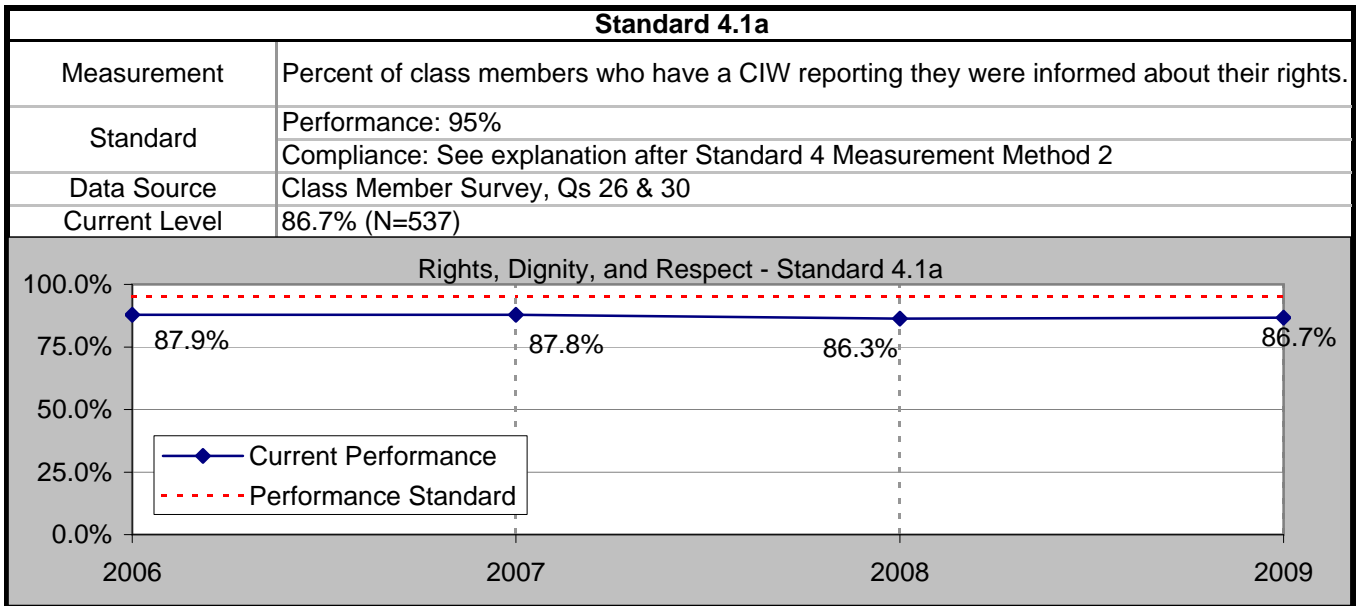 Standard 4.1a
Measurement
Percent of class members who have a CIW reporting they were informed about their rights.
Standard
Performance: 95%
Compliance: See explanation after Standard 4 Measurement Method 2
Data Source
Class Member Survey, Qs 26 & 30
Current Level
86.7% (N=537)
Rights, Dignity, and Respect - Standard 4.1a
100.0%
75.0%
50.0%
25.0%
0.0%
87.9%
87.8%
86.3%
86.7%
Current Performance
Performance Standard
2006
2007
2008
2009